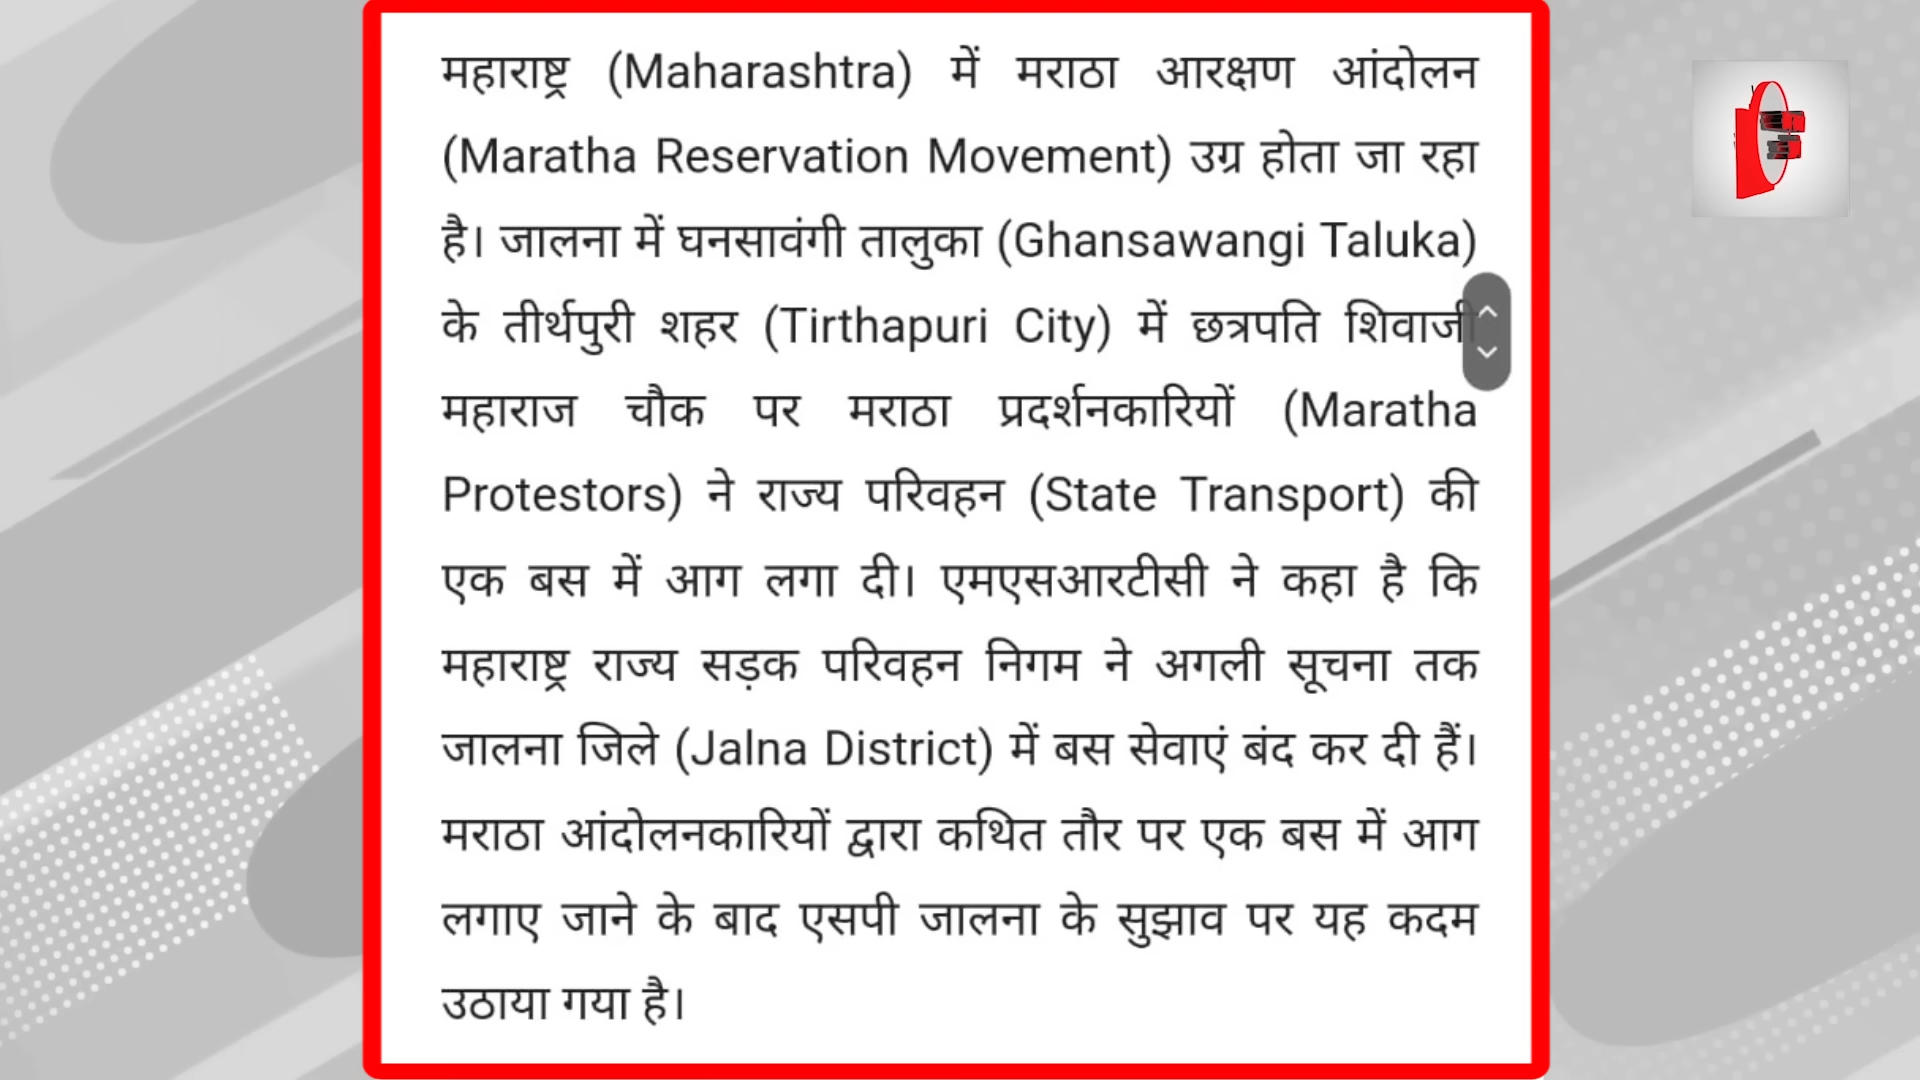 महाराष्ट्र (Maharashtra) में मराठा आरक्षण आंदोलन
(Maratha Reservation Movement) उग्र होता जा रहा
है। जालना में घनसावंगी तालुका (Ghansawangi Taluka)
के तीर्थपुरी शहर (Tirthapuri City) में छत्रपति शिवाजी
महाराज चौक पर मराठा प्रदर्शनकारियों (Maratha
Protestors) ने राज्य परिवहन (State Transport) की
एक बस में आग लगा दी। एमएसआरटीसी ने कहा है कि
महाराष्ट्र राज्य सड़क परिवहन निगम ने अगली सूचना तक
जालना जिले (Jalna District) में बस सेवाएं बंद कर दी हैं।
मराठा आंदोलनकारियों द्वारा कथित तौर पर एक बस में आग
लगाए जाने के बाद एसपी जालना के सुझाव पर यह कदम
उठाया गया है।